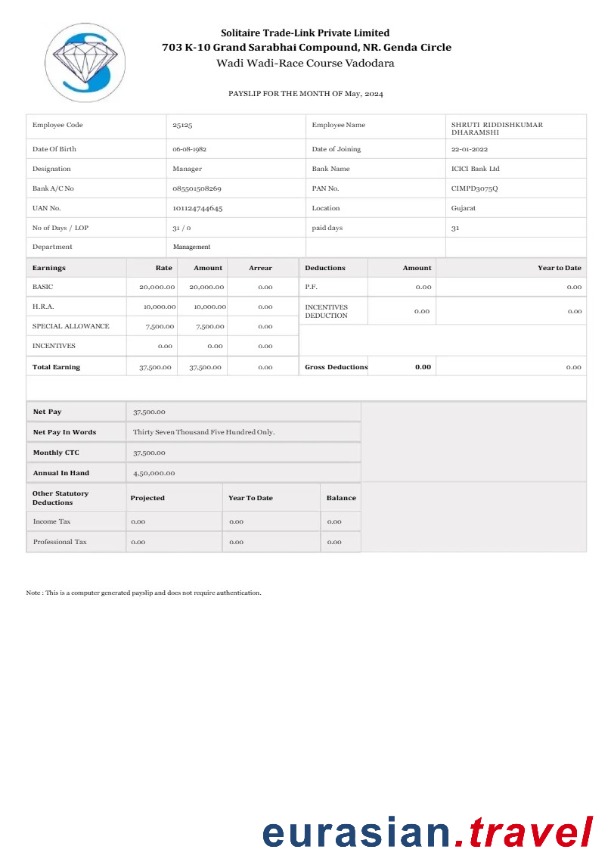 Solitaire Trade-Link Private Limited
703 K-10 Grand Sarabhai Compound, NR. Genda Circle
Wadi Wadi-Race Course Vadodara
PAYSLIP FOR THE MONTH OF May, 2024
Employee Code 25125 Employee Name SHRUTI RIDDISHKUMAR
DHARAMSHI
Date Of Birth 06-08-1982 Date of Joining 22-01-2022
Designation Manager Bank Name ICICI Bank Ltd
Bank A/C No 085501508269 PAN No. CIMPD3075Q
UAN No. 101124744645 Location Gujarat
No of Days / LOP 31 / 0 paid days 31
Department Management
Earnings Rate Amount Arrear Deductions Amount Year to Date
BASIC 20,000.00 20,000.00 0.00 P.F. 0.00 0.00
H.R.A. 10,000.00 10,000.00 0.00 INCENTIVES DEDUCTION 0.00 0.00
SPECIAL ALLOWANCE 7,500.00 7,500.00 0.00
INCENTIVES 0.00 0.00 0.00
Total Earning 37,500.00 37,500.00 0.00 Gross Deductions 0.00 0.00
Net Pay 37,500.00
Net Pay In Words Thirty Seven Thousand Five Hundred Only.
Monthly CTC 37,500.00
Annual In Hand 4,50,000.00
Other Statutory
Deductions Projected Year To Date Balance
Income Tax 0.00 0.00 0.00
Professional Tax 0.00 0.00 0.00
Note : This is a computer generated payslip and does not require authentication.
eurasian.travel